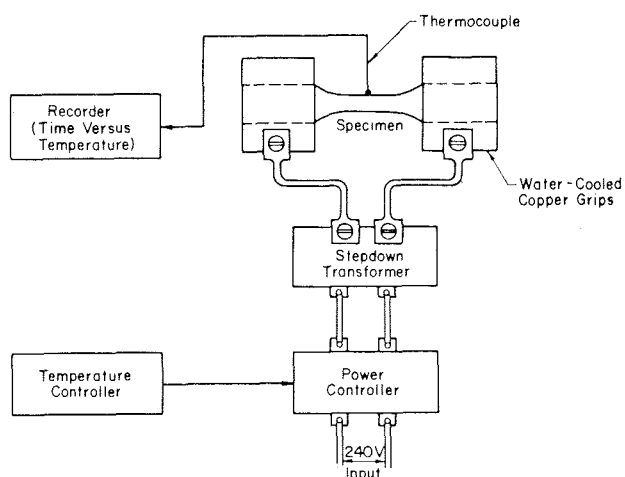 Thermocouple
Recorder
(Time Versus
Temperature)
Specimen
Water-Cooled
Copper Grips
Stepdown
Transformer
Temperature
Controller
Power
Controller
240V
Input